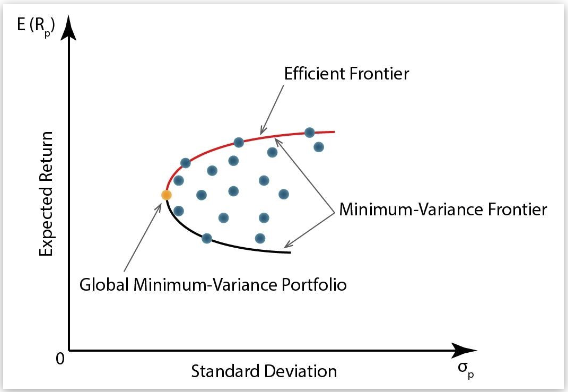 E (Rp)
Efficient Frontier
Expected Return
Minimum-Variance Frontier
Global Minimum-Variance Portfolio
0
Standard Deviation
σp